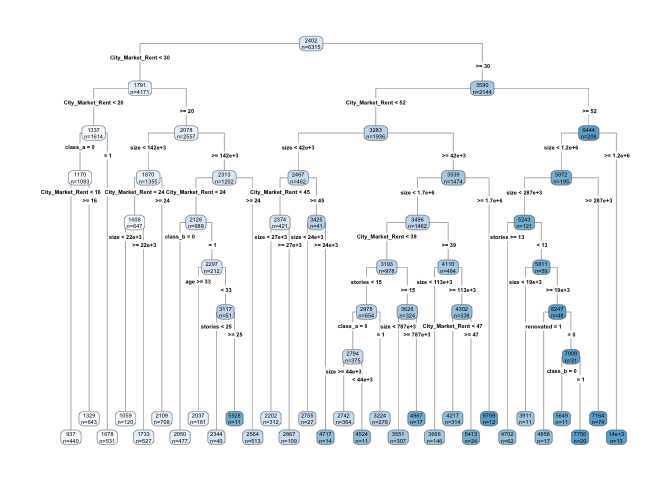 2402
n=6315
City_Market_Rent < 30
>= 30
1791
n=4171
3590
n=2144
City_Market_Rent < 20
>= 20
City_Market_Rent < 52
>= 52
1337
n=1614
2078
n=2557
3283
n=1936
6444
n=208
class_a = 0
= 1
size < 142e+3
>= 142e+3
size < 42e+3
>= 42e+3
size < 1.2e+6
>= 1.2e+6
1170
n=1083
1870
n=1355
2313
n=1202
2467
n=462
3539
n=1474
5972
n=195
City_Market_Rent < 16
>= 16
City_Market_Rent < 24
>= 24
City_Market_Rent < 24
>= 24
City_Market_Rent < 45
>= 45
size < 1.7e+6
>= 1.7e+6
size < 287e+3
>= 287e+3
1608
n=647
2126
n=689
2374
n=421
3425
n=41
3496
n=1462
5243
n=121
size < 22e+3
>= 22e+3
class_b = 0
= 1
size < 27e+3
>= 27e+3
size < 24e+3
>= 24e+3
City_Market_Rent < 39
>= 39
stories >= 13
< 13
2297
n=212
3193
n=978
4110
n=484
5811
n=59
age >= 33
< 33
stories < 15
>= 15
size < 113e+3
>= 113e+3
size < 19e+3
>= 19e+3
3117
n=51
2978
n=654
3626
n=324
4302
n=338
6247
n=48
stories < 25
>= 25
class_a = 0
= 1
size < 787e+3
>= 787e+3
City_Market_Rent < 47
>= 47
renovated = 1
= 0
2794
n=375
7009
n=31
size >= 44e+3
< 44e+3
class_b = 0
= 1
1329
n=643
1059
n=120
2109
n=708
2037
n=161
5928
n=11
2202
n=312
2755
n=27
2742
n=364
3224
n=279
4987
n=17
4217
n=314
8709
n=12
3911
n=11
5649
n=11
7164
n=74
937
n=440
1678
n=531
1733
n=527
2050
n=477
2344
n=40
2564
n=513
2867
n=109
4717
n=14
4524
n=11
3551
n=307
3666
n=146
5413
n=24
4702
n=62
4858
n=17
7756
n=20
14e+3
n=13